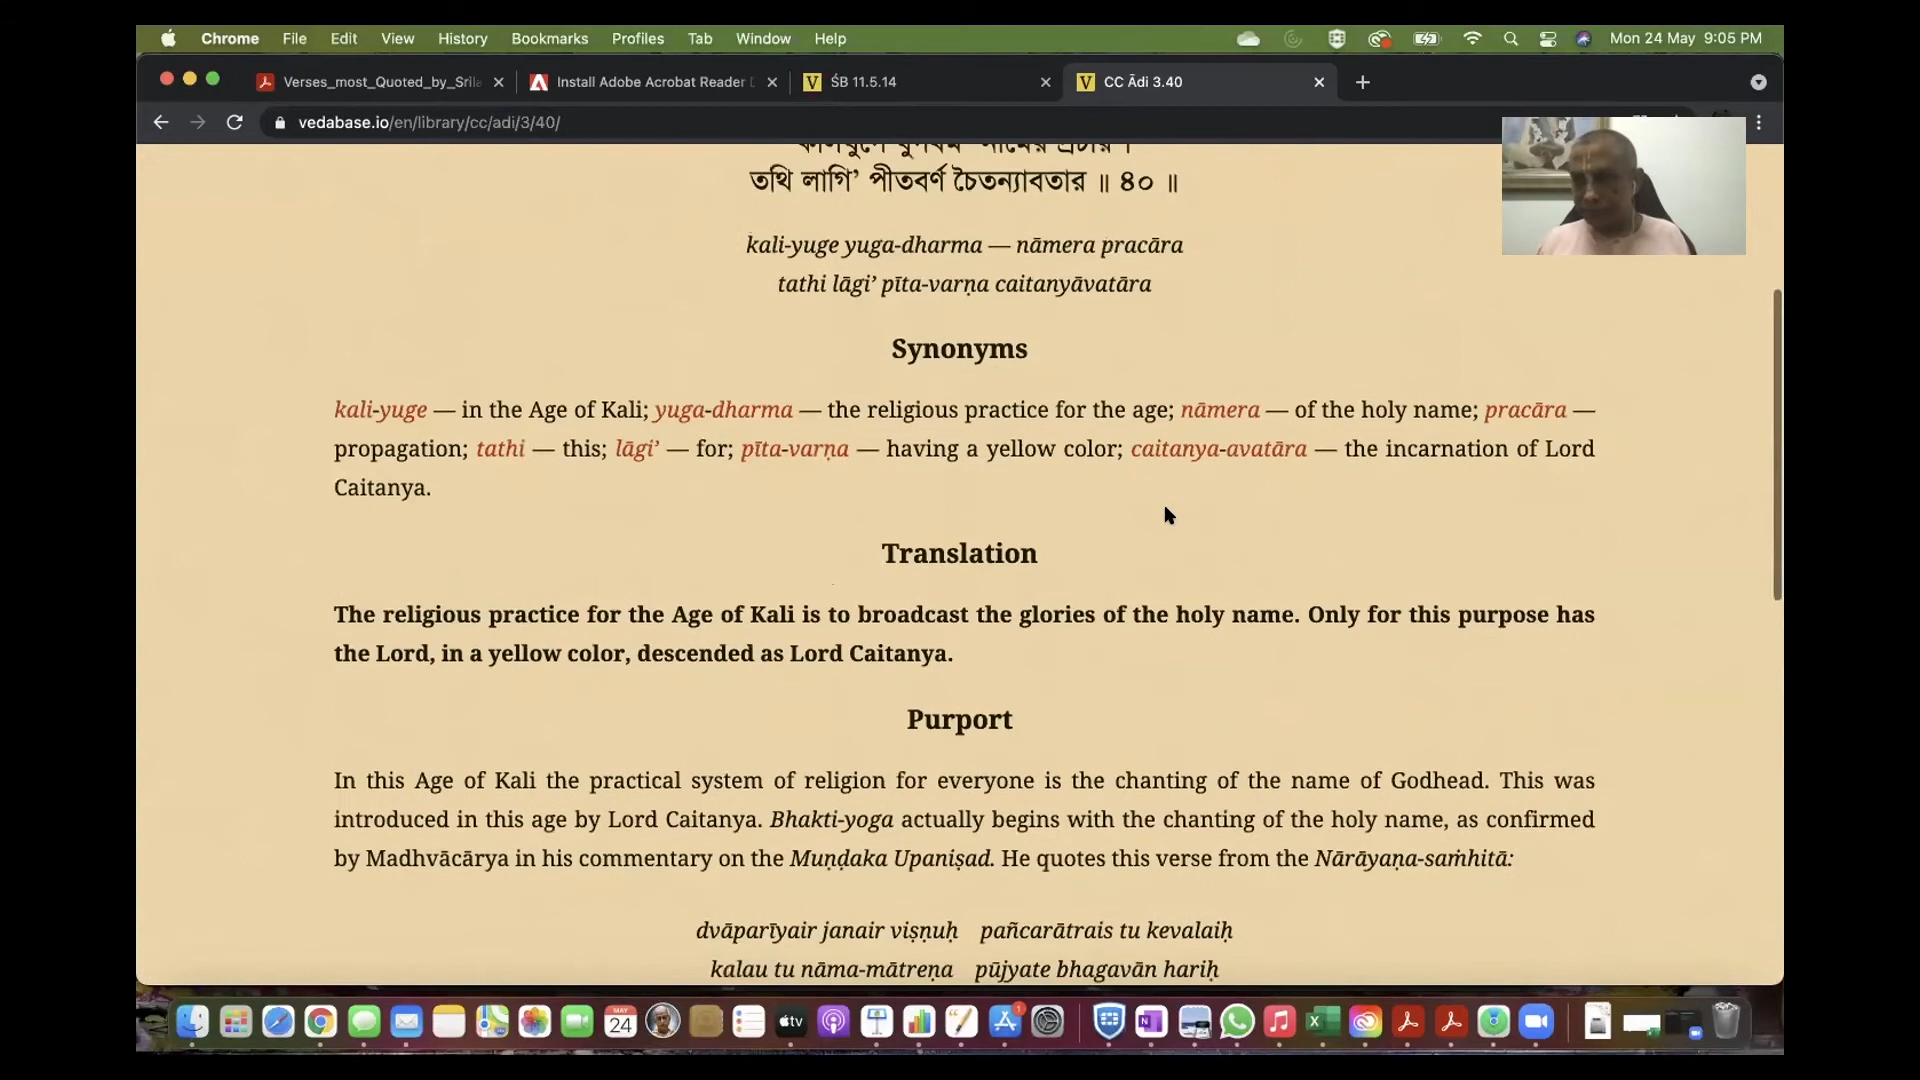 Chrome File Edit View History Bookmarks Profiles Tab Window Help Mon 24 May 9:05 PM
Verses_most_Quoted_by_Srila Install Adobe Acrobat Reader D ŚB 11.5.14 CC Ādi 3.40
vedabase.io/en/library/cc/adi/3/40/
তথি লাগি’ পীতবর্ণ চৈতন্যাবতার ॥ ৪০ ॥
kali-yuge yuga-dharma — nāmera pracāra
tathi lāgi’ pīta-varṇa caitanyāvatāra
Synonyms
kali-yuge — in the Age of Kali; yuga-dharma — the religious practice for the age; nāmera — of the holy name; pracāra —
propagation; tathi — this; lāgi’ — for; pīta-varṇa — having a yellow color; caitanya-avatāra — the incarnation of Lord
Caitanya.
Translation
The religious practice for the Age of Kali is to broadcast the glories of the holy name. Only for this purpose has
the Lord, in a yellow color, descended as Lord Caitanya.
Purport
In this Age of Kali the practical system of religion for everyone is the chanting of the name of Godhead. This was
introduced in this age by Lord Caitanya. Bhakti-yoga actually begins with the chanting of the holy name, as confirmed
by Madhvācārya in his commentary on the Muṇḍaka Upaniṣad. He quotes this verse from the Nārāyaṇa-saṁhitā:
dvāparīyair janair viṣṇuḥ pañcarātrais tu kevalaiḥ
kalau tu nāma-mātreṇa pūjyate bhagavān hariḥ
MAY
24
tv
1